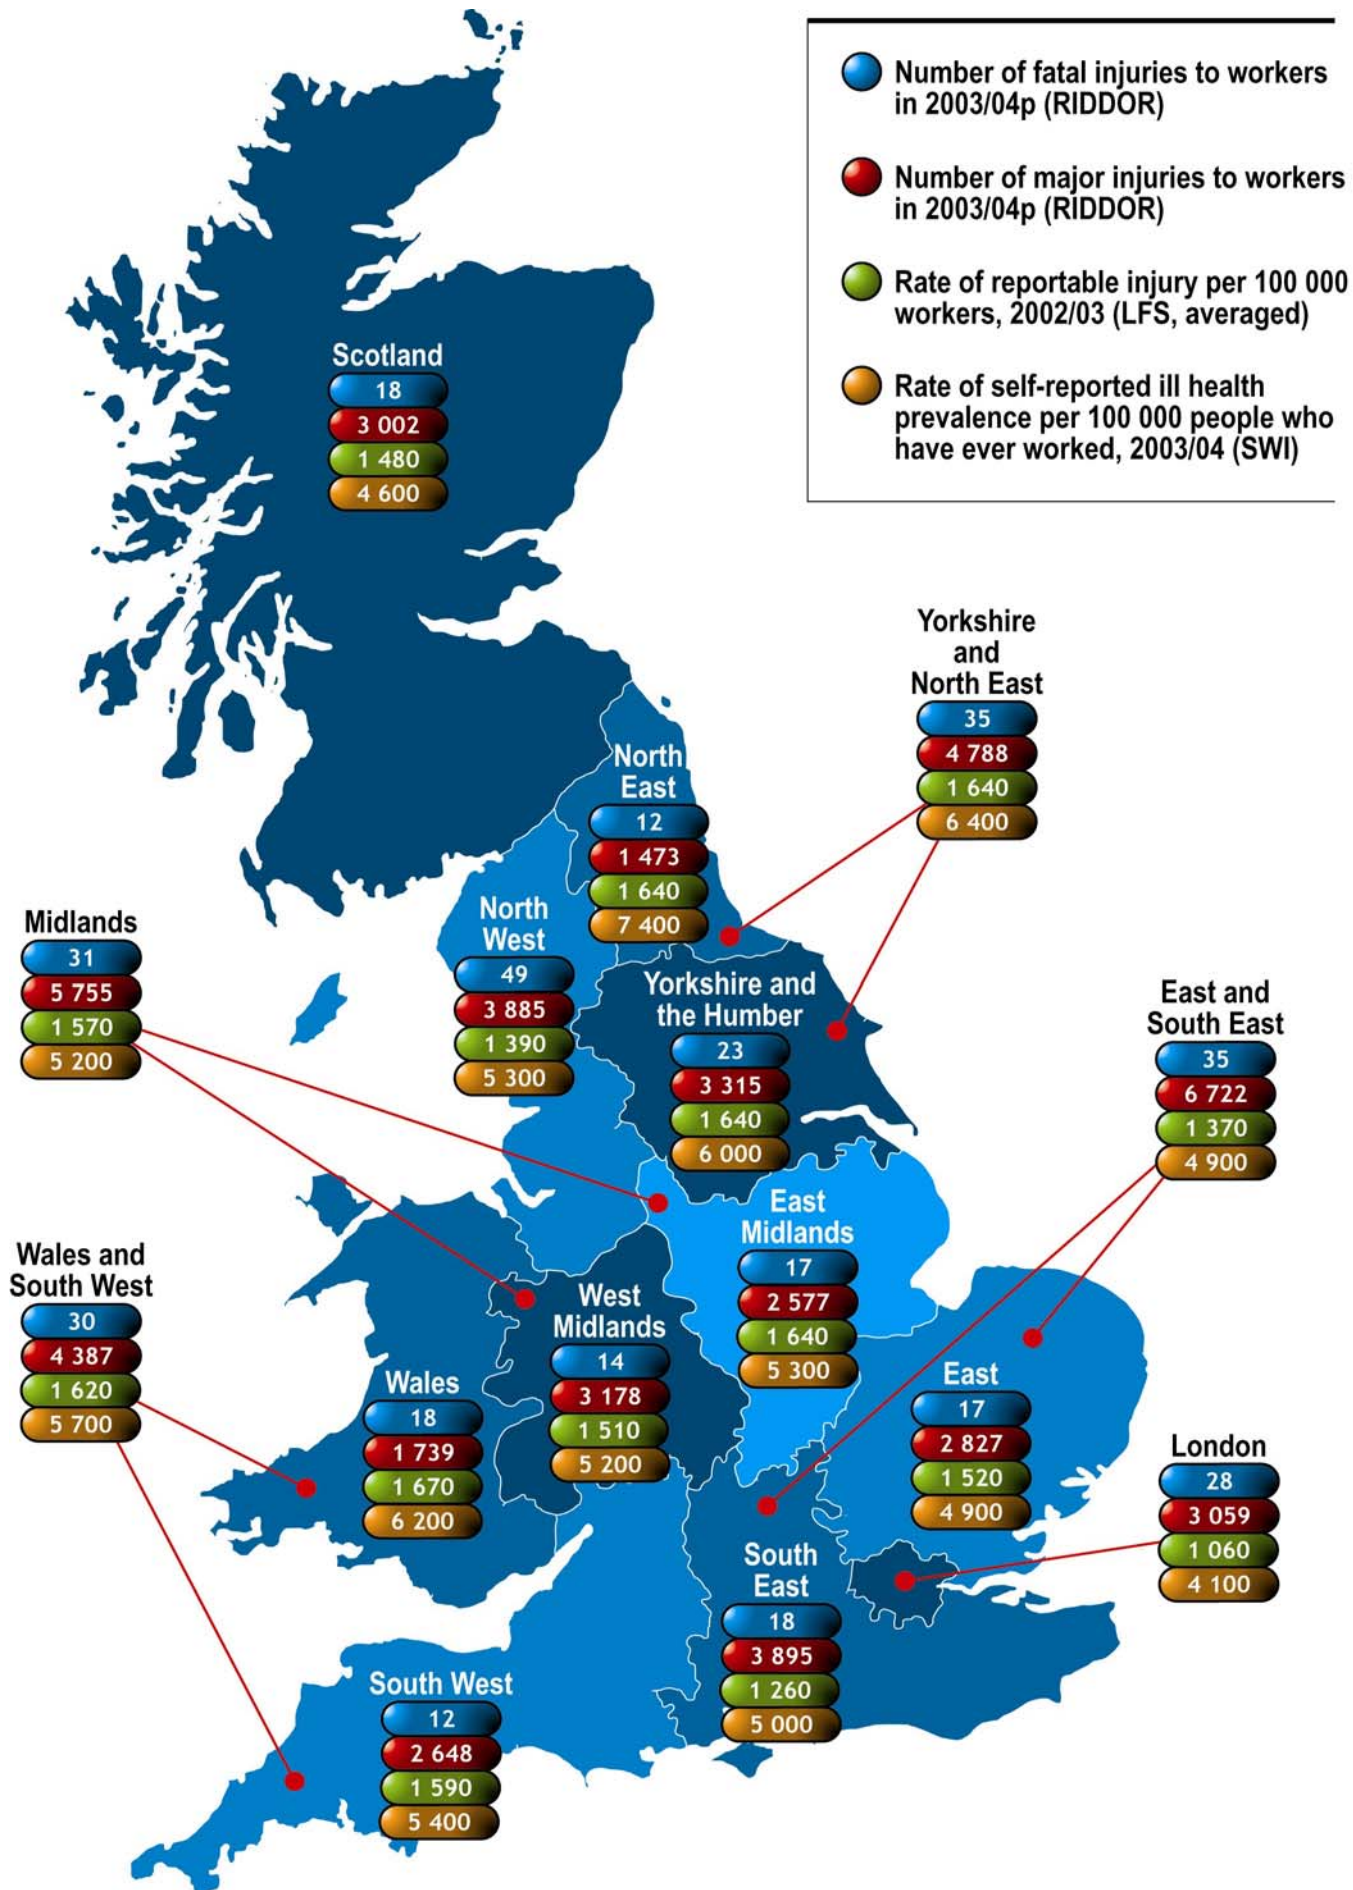 Number of fatal injuries to workers
in 2003/04p (RIDDOR)
Number of major injuries to workers
in 2003/04p (RIDDOR)
Rate of reportable injury per 100 000
workers, 2002/03 (LFS, averaged)
Rate of self-reported ill health
prevalence per 100 000 people who
have ever worked, 2003/04 (SWI)
Scotland
18
3 002
1 480
4 600
Yorkshire
and
North East
35
4 788
1 640
6 400
North
East
12
1 473
1 640
7 400
North
West
49
3 885
1 390
5 300
Midlands
31
5 755
1 570
5 200
Yorkshire and
the Humber
23
3 315
1 640
6 000
East and
South East
35
6 722
1 370
4 900
East
Midlands
17
2 577
1 640
5 300
Wales and
South West
30
4 387
1 620
5 700
West
Midlands
14
3 178
1 510
5 200
Wales
18
1 739
1 670
6 200
East
17
2 827
1 520
4 900
London
28
3 059
1 060
4 100
South
East
18
3 895
1 260
5 000
South West
12
2 648
1 590
5 400